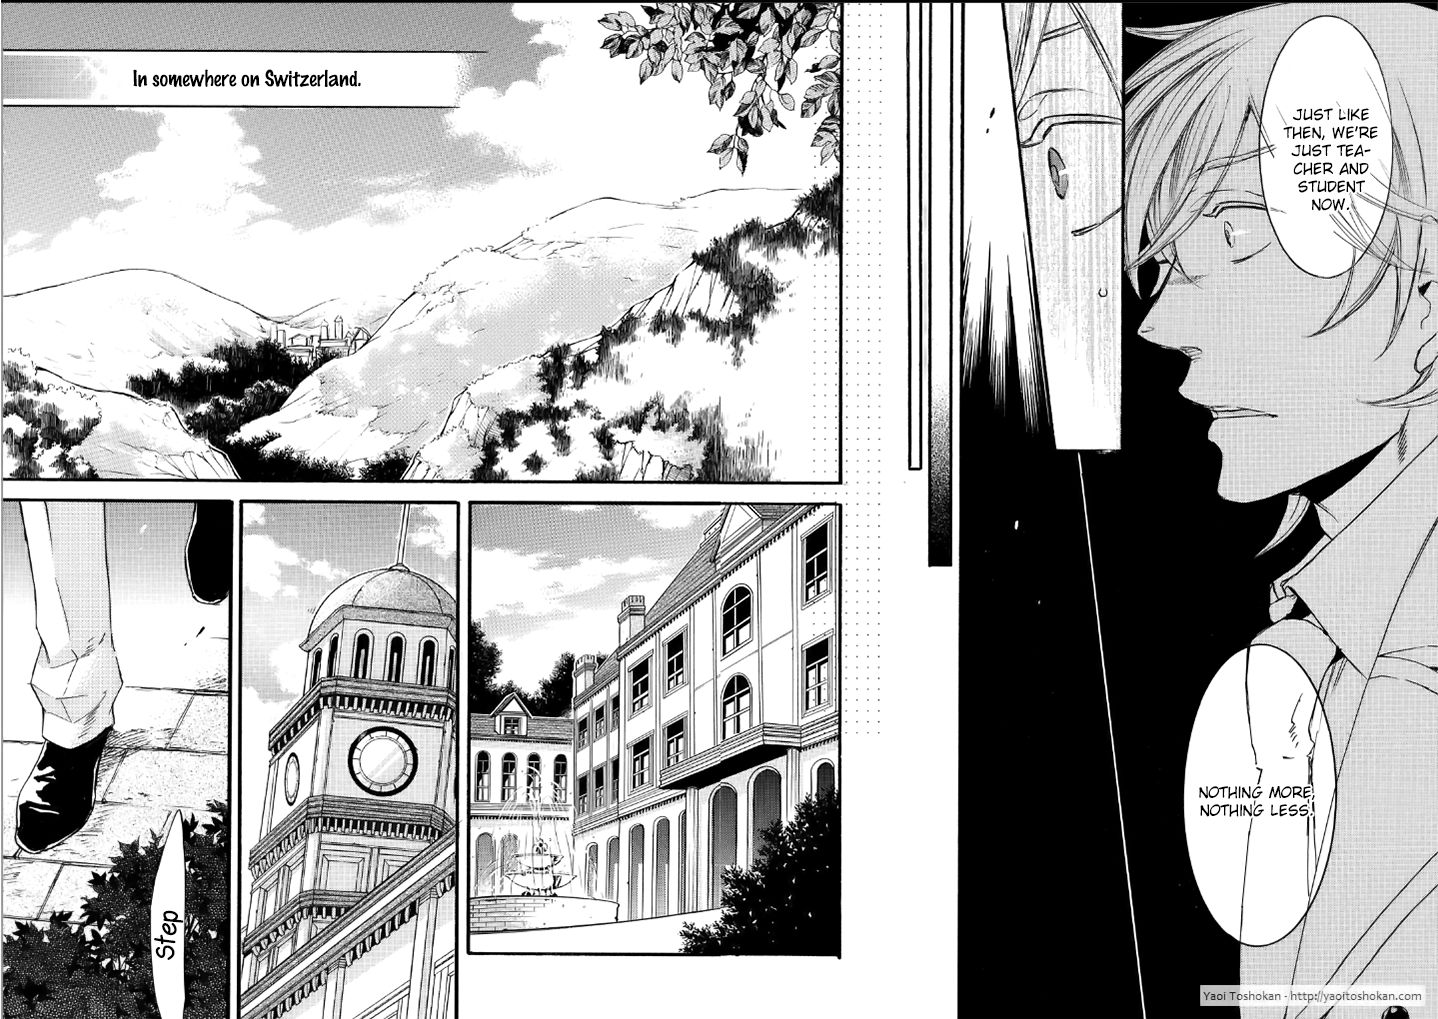 JUST LIKE
THEN, WE'RE
JUST TEA-
CHER AND
STUDENT
NOW.
NOTHING MORE,
NOTHING LESS.
In somewhere on Switzerland.
Step
Yaoi Toshokan - http://yaoitoshokan.com